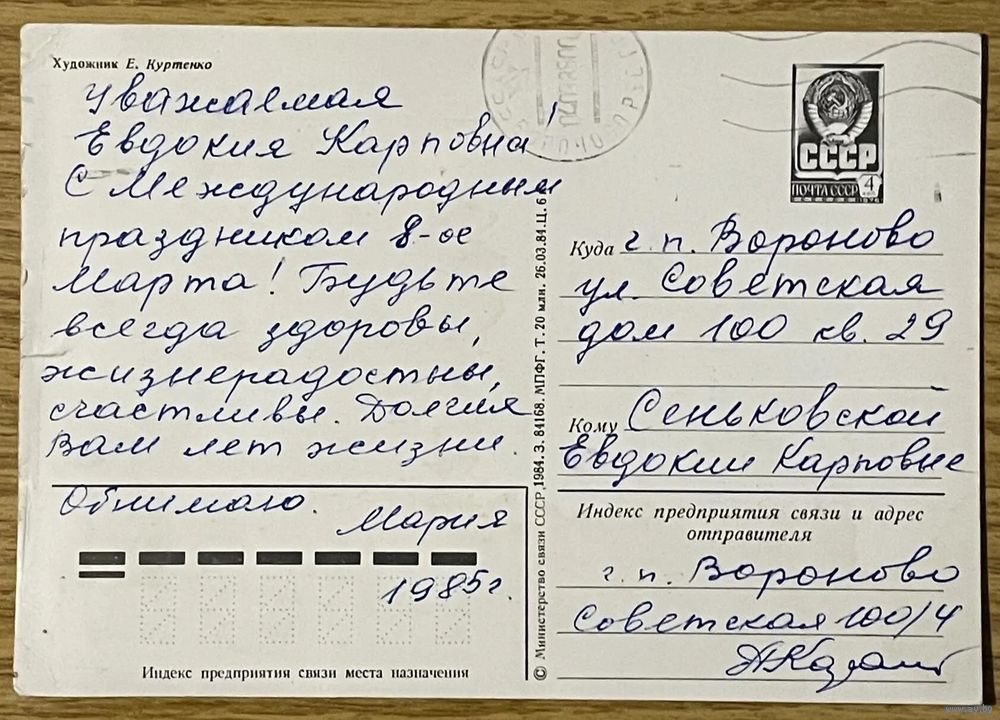 Художник Е. Куртенко
Уважаемая
Евдокия Карповна!
С Международным
праздником 8-ое
Марта! Будьте
всегда здоровы,
жизнерадостны,
счастливы. Долгих
Вам лет жизни.
Обнимаю.
Мария
1985г.
Индекс предприятия связи места назначения
© Министерство связи СССР, 1984. З. 84168. МПФГ. Т. 20 млн. 26.03.84. Ц.
СССР
ПОЧТА СССР 4
1976
Куда г. п. Вороново
ул. Советская
дом 100 кв. 29
Кому Сеньковской
Евдокии Карповне
Индекс предприятия связи и адрес
отправителя
г. п. Вороново
Советская 100/4